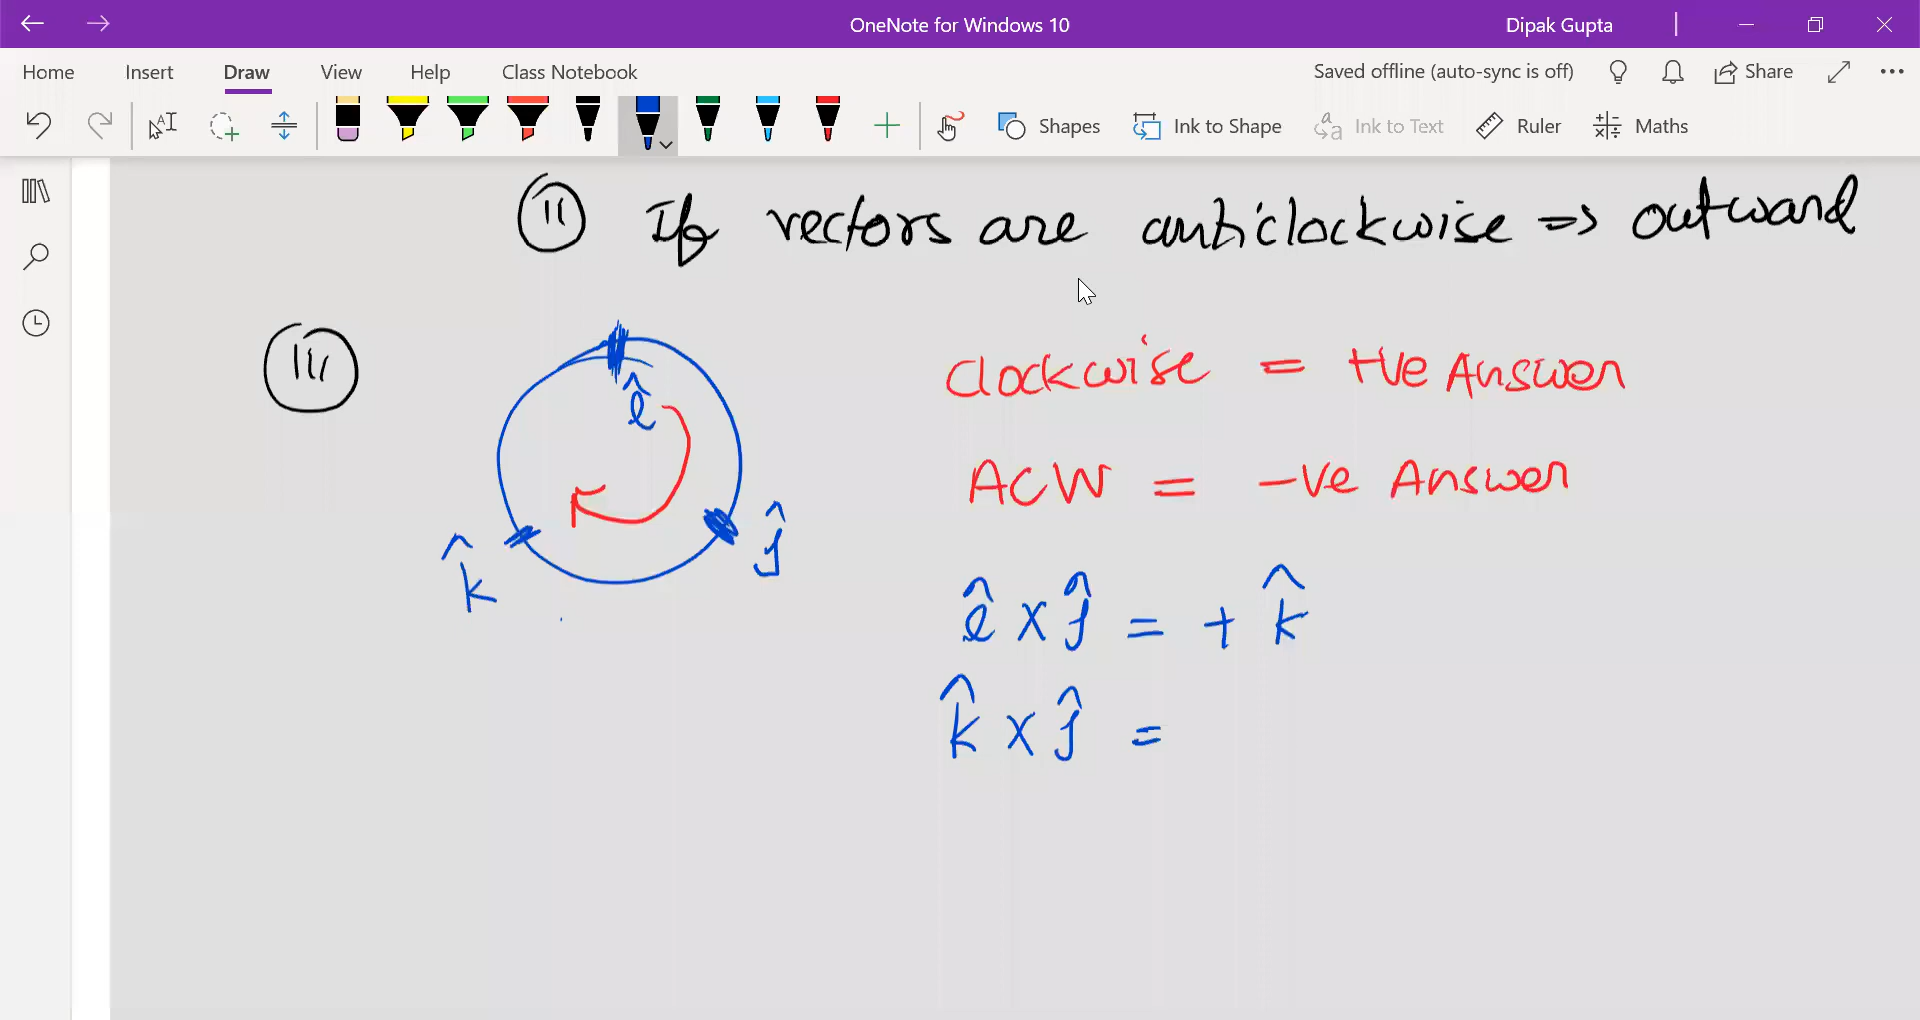 OneNote for Windows 10
Dipak Gupta
Home Insert Draw View Help Class Notebook
Saved offline (auto-sync is off) Share
Shapes Ink to Shape Ink to Text Ruler Maths
(II) If vectors are anticlockwise => outward
(III)
î
ĵ
k̂
Clockwise = +ve Answer
ACW = -ve Answer
î x ĵ = + k̂
k̂ x ĵ =